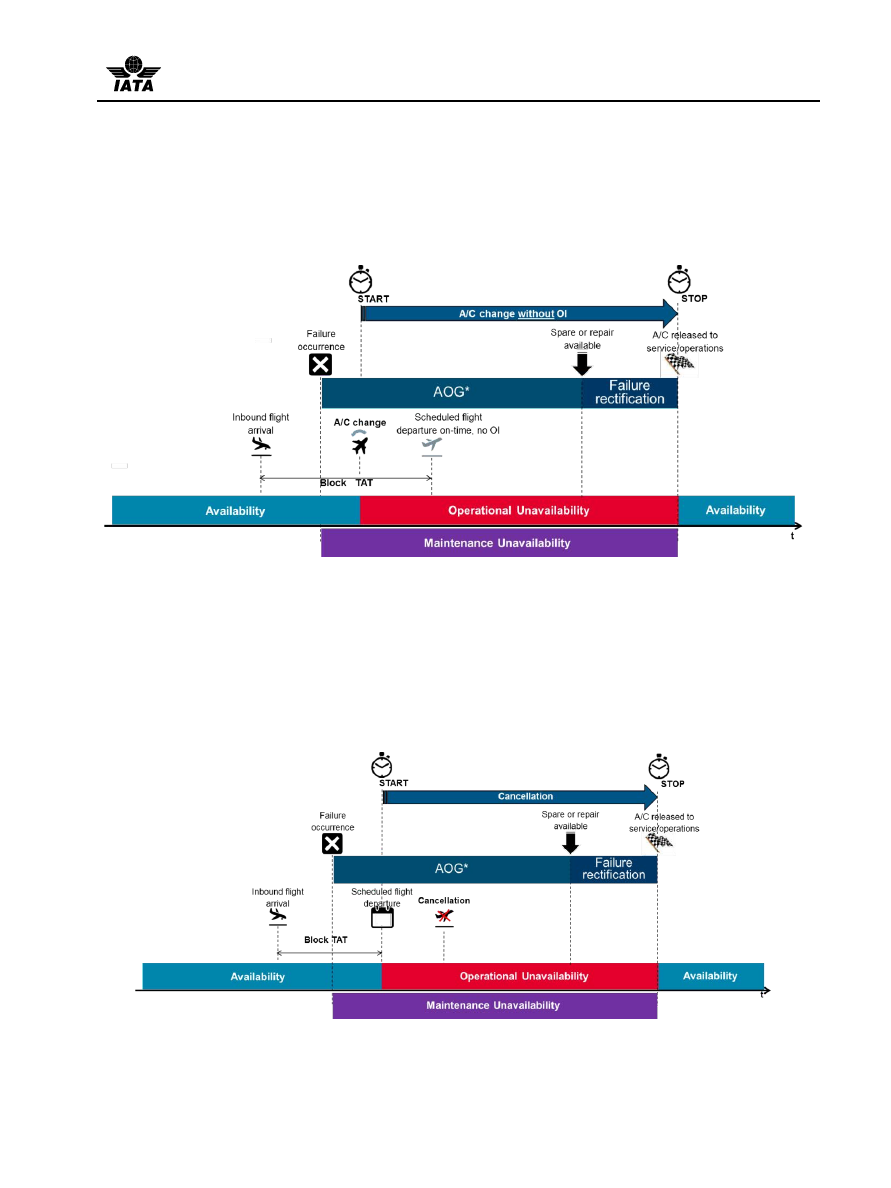 IATA
START
STOP
A/C change without OI
Failure
occurrence
Spare or repair
available
A/C released to
service/operations
AOG*
Failure
rectification
Inbound flight
arrival
A/C change
Scheduled flight
departure on-time, no OI
Block TAT
Availability
Operational Unavailability
Availability
t
Maintenance Unavailability
START
STOP
Cancellation
Failure
occurrence
Spare or repair
available
A/C released to
service/operations
AOG*
Failure
rectification
Inbound flight
arrival
Scheduled flight
departure
Cancellation
Block TAT
Availability
Operational Unavailability
Availability
t
Maintenance Unavailability